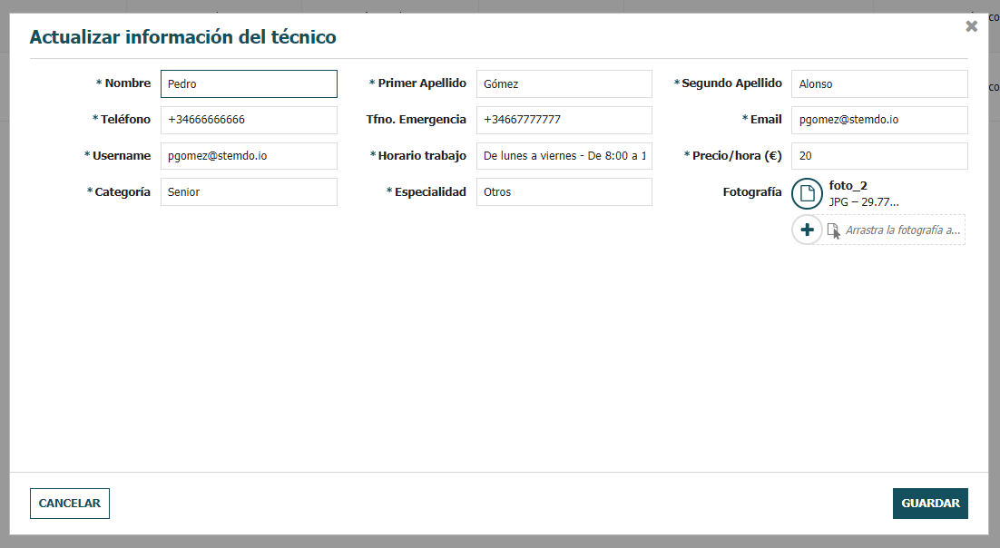 Actualizar información del técnico
* Nombre Pedro * Primer Apellido Gómez * Segundo Apellido Alonso
* Teléfono +34666666666 Tfno. Emergencia +34667777777 * Email pgomez@stemdo.io
* Username pgomez@stemdo.io * Horario trabajo De lunes a viernes - De 8:00 a 1 * Precio/hora (€) 20
* Categoría Senior * Especialidad Otros Fotografía foto_2
JPG – 29.77...
Arrastra la fotografía a...
CANCELAR GUARDAR